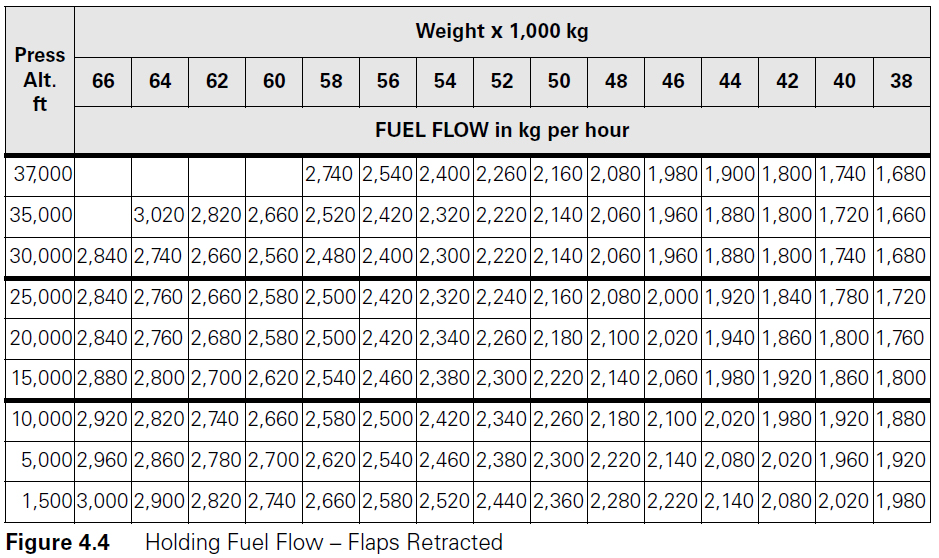 Weight x 1,000 kg
Press
Alt.
ft
66 64 62 60 58 56 54 52 50 48 46 44 42 40 38
FUEL FLOW in kg per hour
37,000 2,740 2,540 2,400 2,260 2,160 2,080 1,980 1,900 1,800 1,740 1,680
35,000 3,020 2,820 2,660 2,520 2,420 2,320 2,220 2,140 2,060 1,960 1,880 1,800 1,720 1,660
30,000 2,840 2,740 2,660 2,560 2,480 2,400 2,300 2,220 2,140 2,060 1,960 1,880 1,800 1,740 1,680
25,000 2,840 2,760 2,660 2,580 2,500 2,420 2,320 2,240 2,160 2,080 2,000 1,920 1,840 1,780 1,720
20,000 2,840 2,760 2,680 2,580 2,500 2,420 2,340 2,260 2,180 2,100 2,020 1,940 1,860 1,800 1,760
15,000 2,880 2,800 2,700 2,620 2,540 2,460 2,380 2,300 2,220 2,140 2,060 1,980 1,920 1,860 1,800
10,000 2,920 2,820 2,740 2,660 2,580 2,500 2,420 2,340 2,260 2,180 2,100 2,020 1,980 1,920 1,880
5,000 2,960 2,860 2,780 2,700 2,620 2,540 2,460 2,380 2,300 2,220 2,140 2,080 2,020 1,960 1,920
1,500 3,000 2,900 2,820 2,740 2,660 2,580 2,520 2,440 2,360 2,280 2,220 2,140 2,080 2,020 1,980
Figure 4.4 Holding Fuel Flow – Flaps Retracted